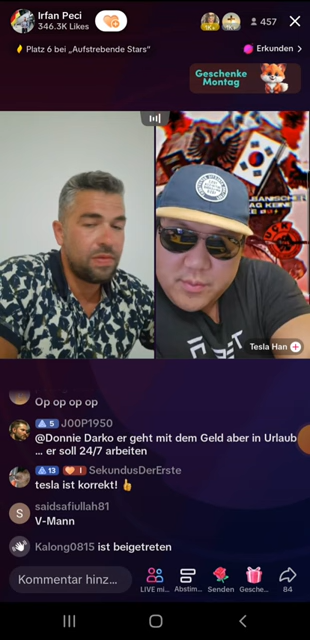 Irfan Peci
346.3K Likes
457
Platz 6 bei „Aufstrebende Stars"
Erkunden
Geschenke
Montag
Tesla Han
Op op op op
5 J00P1950
@Donnie Darko er geht mit dem Geld aber in Urlaub
... er soll 24/7 arbeiten
13 I SekundusDerErste
tesla ist korrekt! 👍
S saidsafiullah81
V-Mann
Kalong0815 ist beigetreten
Kommentar hinz...
LIVE mi...
Abstim...
Senden
Gesche...
84